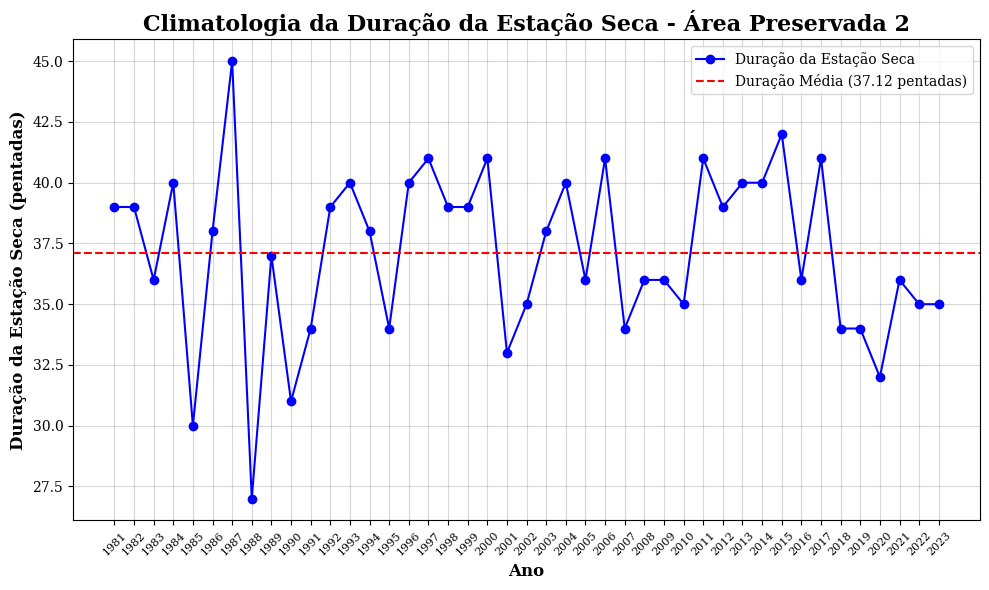 Climatologia da Duração da Estação Seca - Área Preservada 2
Duração da Estação Seca
Duração Média (37.12 pentadas)
Duração da Estação Seca (pentadas)
45.0
42.5
40.0
37.5
35.0
32.5
30.0
27.5
1981 1982 1983 1984 1985 1986 1987 1988 1989 1990 1991 1992 1993 1994 1995 1996 1997 1998 1999 2000 2001 2002 2003 2004 2005 2006 2007 2008 2009 2010 2011 2012 2013 2014 2015 2016 2017 2018 2019 2020 2021 2022 2023
Ano